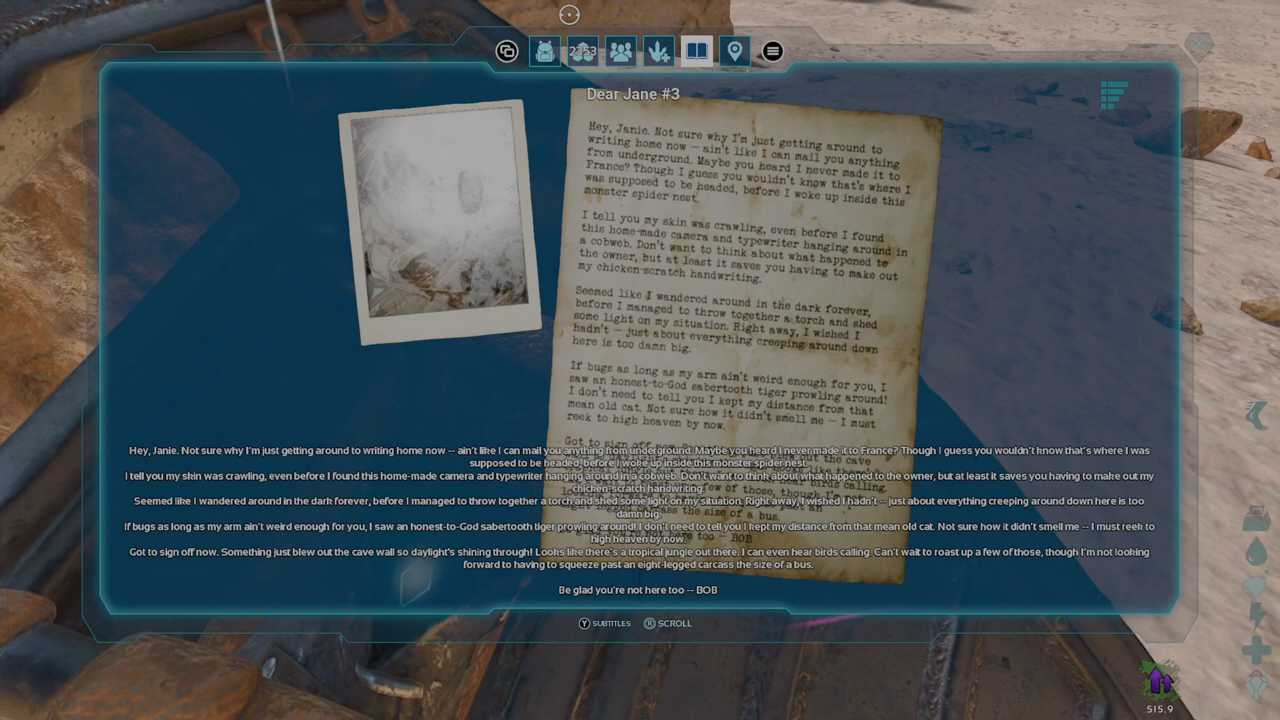 2353
Dear Jane #3
Hey, Janie. Not sure why I'm just getting around to
writing home now — ain't like I can mail you anything
from underground. Maybe you heard I never made it to
France? Though I guess you wouldn't know that's where I
was supposed to be headed, before I woke up inside this
monster spider nest.
I tell you my skin was crawling, even before I found
this home-made camera and typewriter hanging around in
a cobweb. Don't want to think about what happened to
the owner, but at least it saves you having to make out
my chicken-scratch handwriting.
Seemed like I wandered around in the dark forever,
before I managed to throw together a torch and shed
some light on my situation. Right away, I wished I
hadn't — just about everything creeping around down
here is too damn big.
If bugs as long as my arm ain't weird enough for you, I
saw an honest-to-God sabertooth tiger prowling around!
I don't need to tell you I kept my distance from that
mean old cat. Not sure how it didn't smell me — I must
reek to high heaven by now.
Got to sign off now.
the cave
calling.
of those, though I'm
the size of a bus.
not here too — BOB
Hey, Janie. Not sure why I'm just getting around to writing home now -- ain't like I can mail you anything from underground. Maybe you heard I never made it to France? Though I guess you wouldn't know that's where I was
supposed to be headed, before I woke up inside this monster spider nest.
I tell you my skin was crawling, even before I found this home-made camera and typewriter hanging around in a cobweb. Don't want to think about what happened to the owner, but at least it saves you having to make out my
chicken-scratch handwriting.
Seemed like I wandered around in the dark forever, before I managed to throw together a torch and shed some light on my situation. Right away, I wished I hadn't -- just about everything creeping around down here is too
damn big.
If bugs as long as my arm ain't weird enough for you, I saw an honest-to-God sabertooth tiger prowling around! I don't need to tell you I kept my distance from that mean old cat. Not sure how it didn't smell me -- I must reek to
high heaven by now.
Got to sign off now. Something just blew out the cave wall so daylight's shining through! Looks like there's a tropical jungle out there. I can even hear birds calling. Can't wait to roast up a few of those, though I'm not looking
forward to having to squeeze past an eight-legged carcass the size of a bus.
Be glad you're not here too -- BOB
Y SUBTITLES R SCROLL
515.9